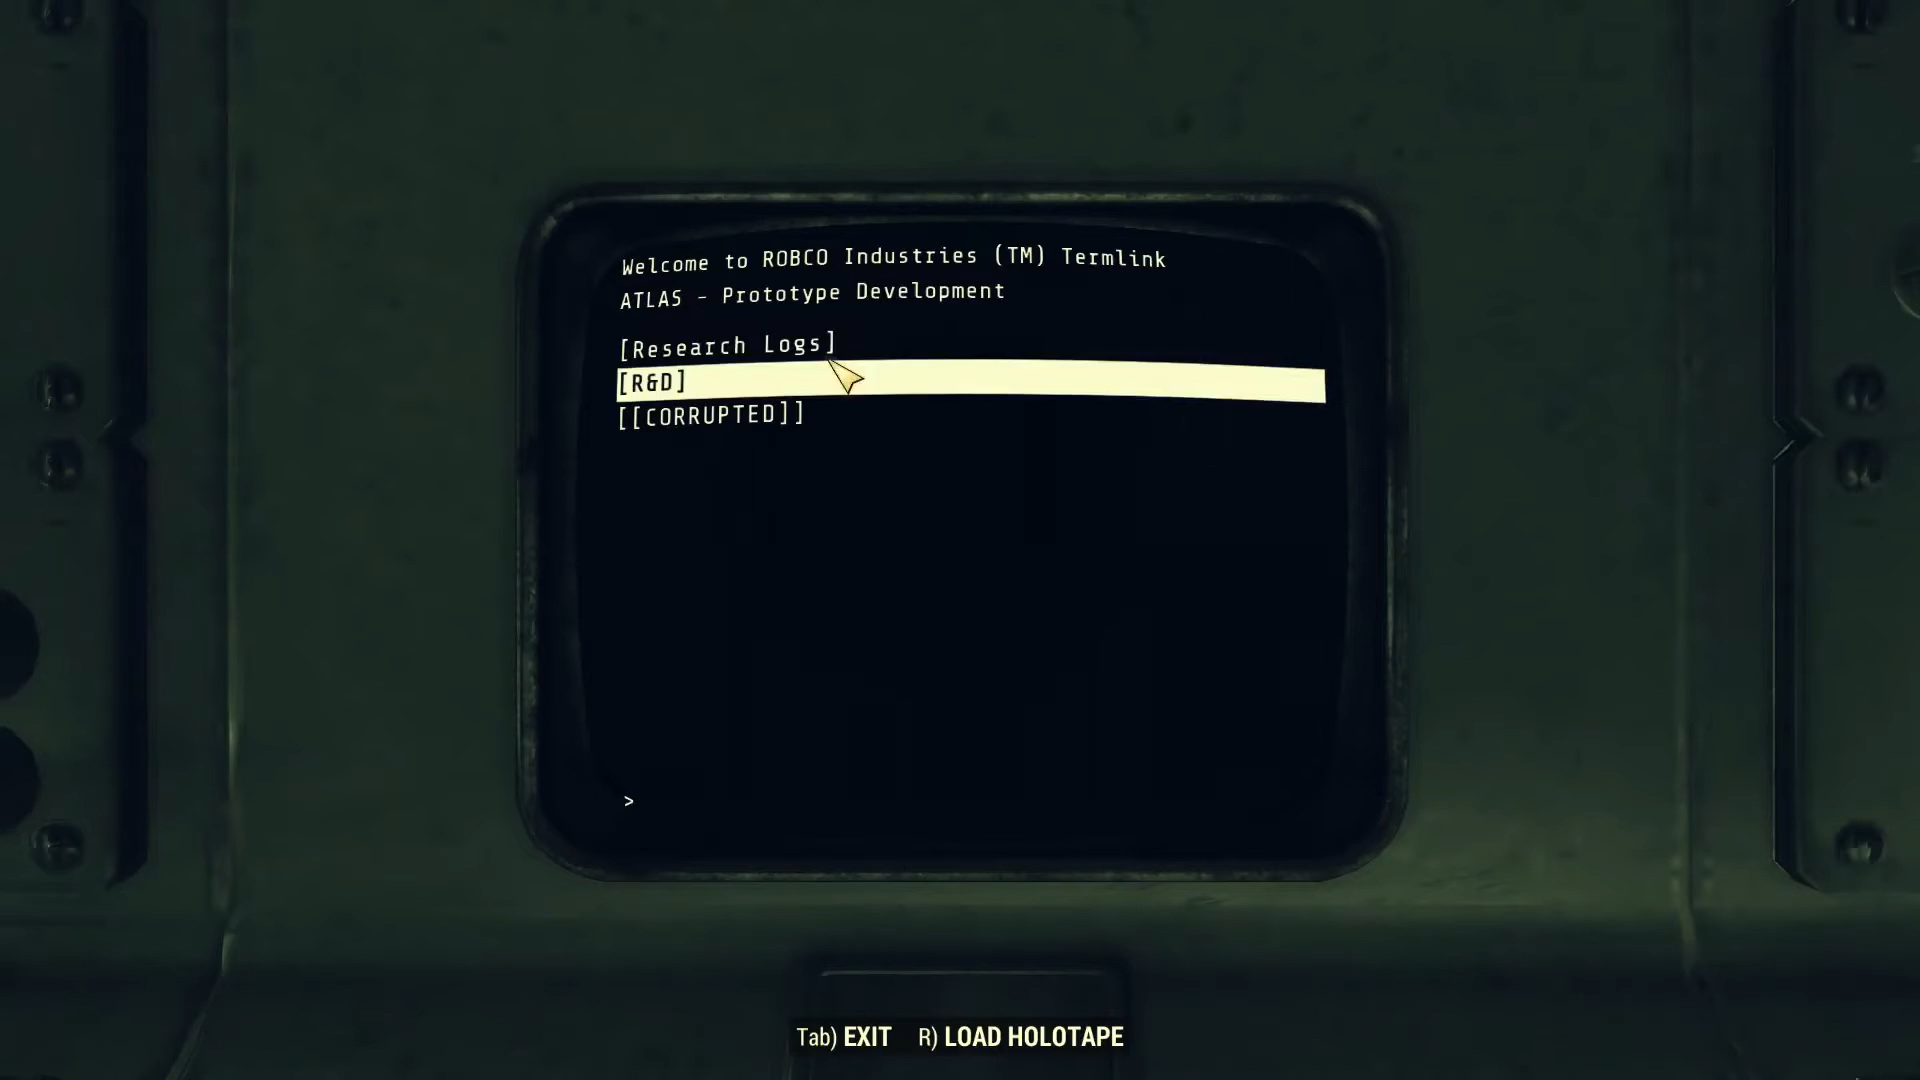 Welcome to ROBCO Industries (TM) Termlink
ATLAS - Prototype Development
[Research Logs]
[R&D]
[[CORRUPTED]]
>
Tab) EXIT R) LOAD HOLOTAPE